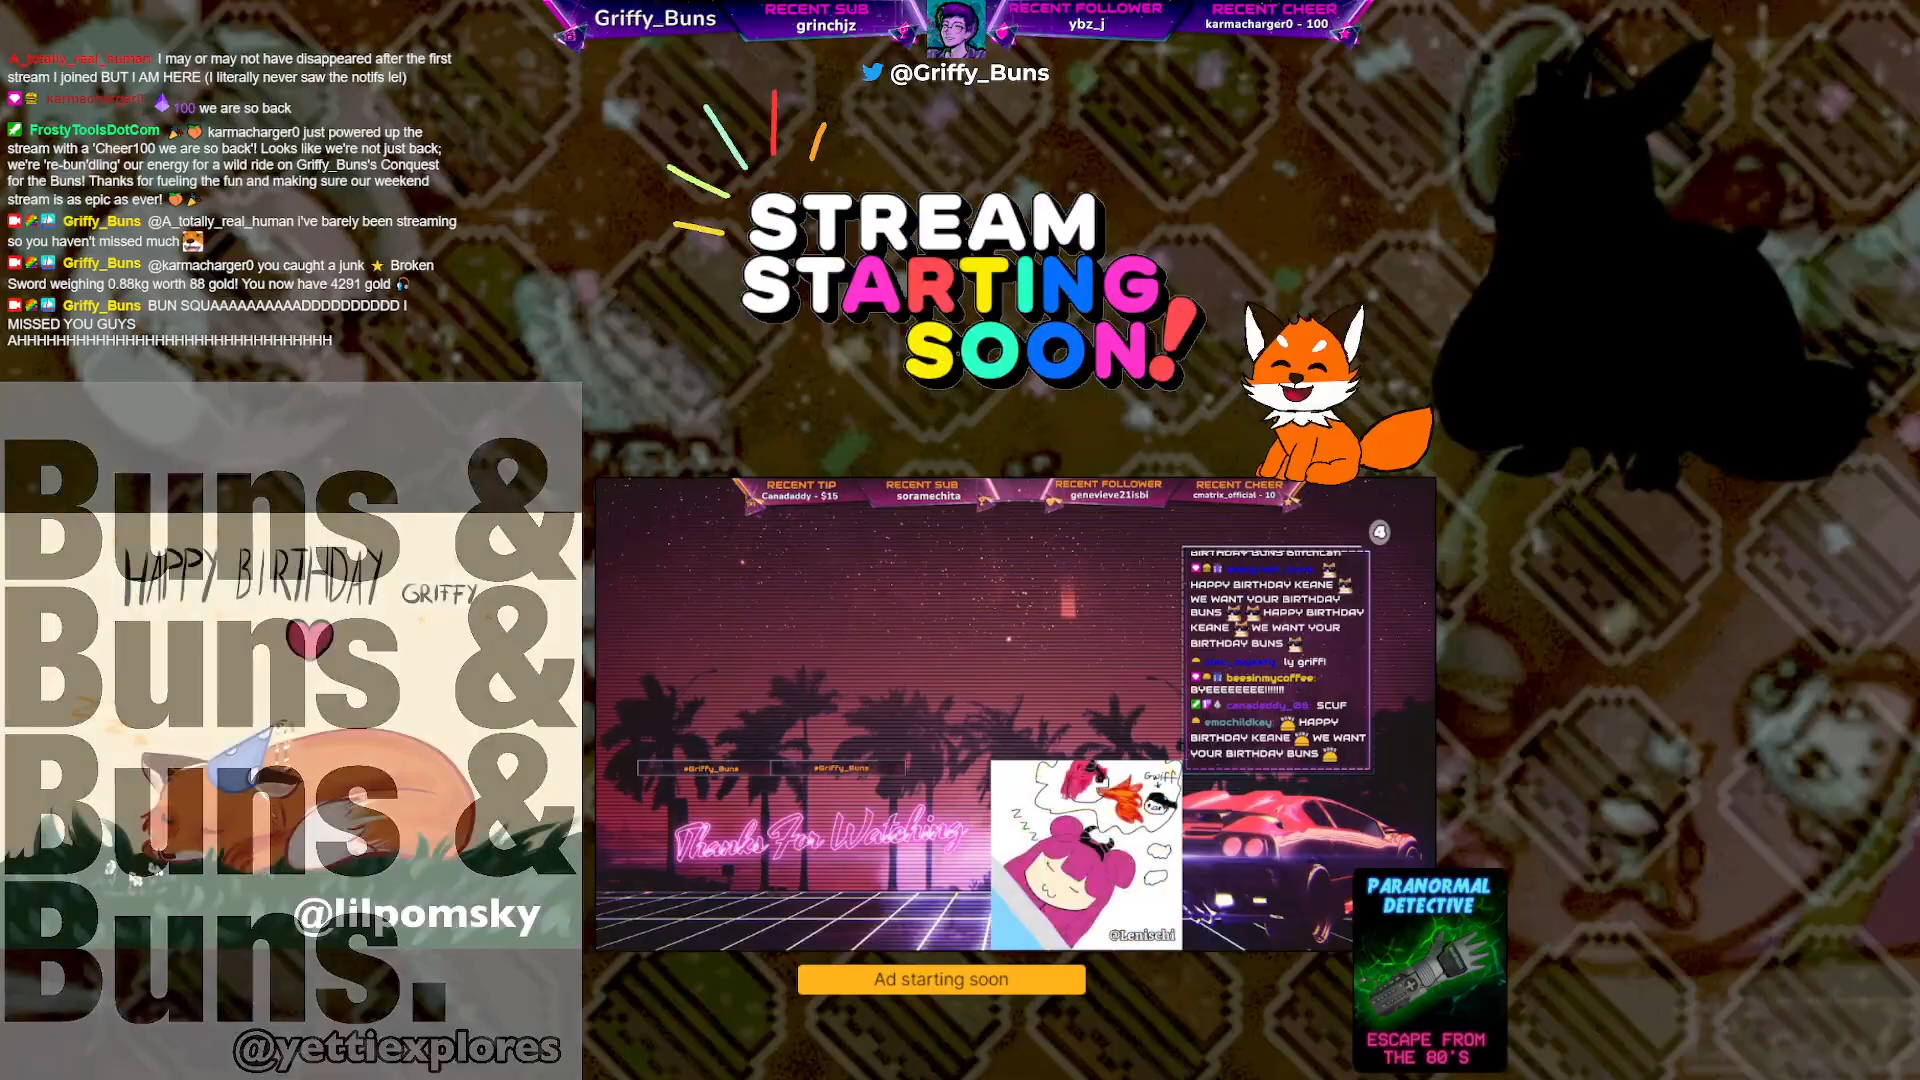 Griffy_Buns
RECENT SUB
grinchjz
RECENT FOLLOWER
ybz_j
RECENT CHEER
karmacharger0 - 100
@Griffy_Buns
A_totally_real_human I may or may not have disappeared after the first
stream I joined BUT I AM HERE (I literally never saw the notifs lel)
karmacharger0 100 we are so back
FrostyToolsDotCom karmacharger0 just powered up the
stream with a 'Cheer100 we are so back'! Looks like we're not just back;
we're 're-bun'dling' our energy for a wild ride on Griffy_Buns's Conquest
for the Buns! Thanks for fueling the fun and making sure our weekend
stream is as epic as ever!
Griffy_Buns @A_totally_real_human i've barely been streaming
so you haven't missed much
Griffy_Buns @karmacharger0 you caught a junk ★ Broken
Sword weighing 0.88kg worth 88 gold! You now have 4291 gold
Griffy_Buns BUN SQUAAAAAAAAAADDDDDDDDDD I
MISSED YOU GUYS
AHHHHHHHHHHHHHHHHHHHHHHHHHHHHHHHH
STREAM
STARTING
SOON!
Buns &
Buns &
Buns &
Buns.
HAPPY BIRTHDAY
GRIFFY
@lilpomsky
@yettiexplores
RECENT TIP
Canadaddy - $15
RECENT SUB
soramechita
RECENT FOLLOWER
genevieve21isbi
RECENT CHEER
cmatrix_official - 10
4
HAPPY BIRTHDAY KEANE
WE WANT YOUR BIRTHDAY
BUNS HAPPY BIRTHDAY
KEANE WE WANT YOUR
BIRTHDAY BUNS
ly griff!
beesinmycoffee:
BYEEEEEEEE!!!!!!!
canadaddy_08: SCUF
emochildkay: HAPPY
BIRTHDAY KEANE WE WANT
YOUR BIRTHDAY BUNS
@Griffy_Buns
@Griffy_Buns
Thanks For Watching
GWIFF
@Lenischi
Ad starting soon
PARANORMAL
DETECTIVE
ESCAPE FROM
THE 80'S